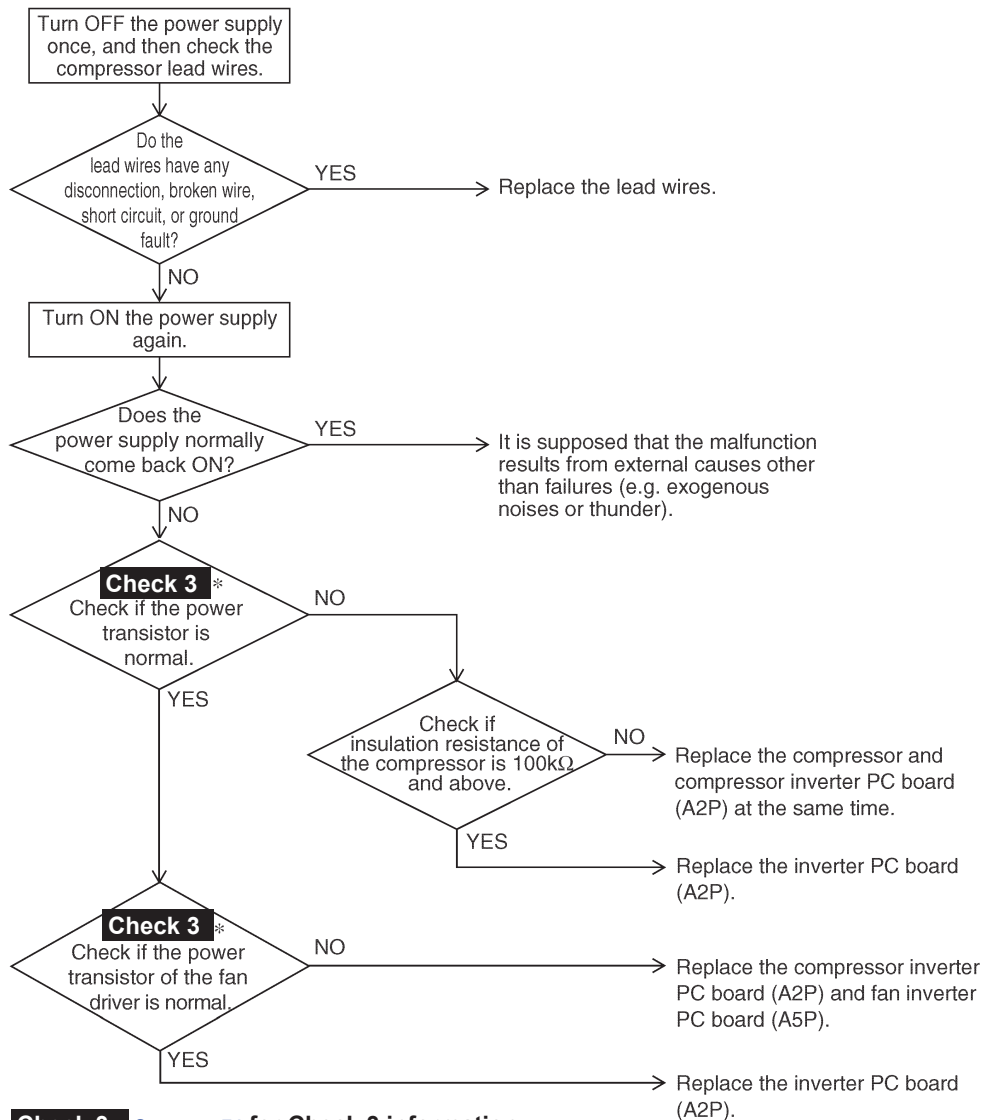 Turn OFF the power supply
once, and then check the
compressor lead wires.
Do the
lead wires have any
disconnection, broken wire,
short circuit, or ground
fault?
YES
Replace the lead wires.
NO
Turn ON the power supply
again.
Does the
power supply normally
come back ON?
YES
It is supposed that the malfunction
results from external causes other
than failures (e.g. exogenous
noises or thunder).
NO
Check 3 *
Check if the power
transistor is
normal.
NO
YES
Check if
insulation resistance of
the compressor is 100kΩ
and above.
NO
Replace the compressor and
compressor inverter PC board
(A2P) at the same time.
YES
Replace the inverter PC board
(A2P).
Check 3 *
Check if the power
transistor of the fan
driver is normal.
NO
Replace the compressor inverter
PC board (A2P) and fan inverter
PC board (A5P).
YES
Replace the inverter PC board
(A2P).